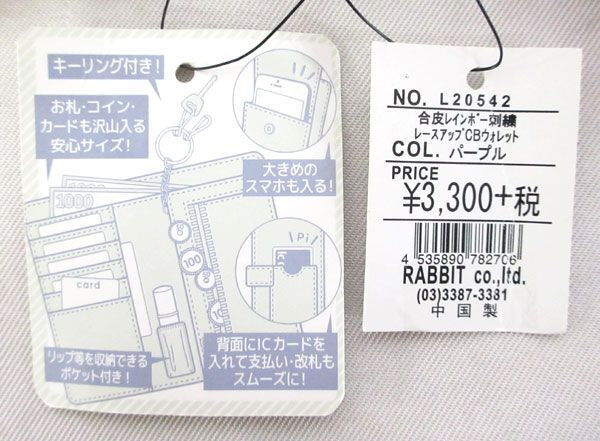 キーリング付き!
お札・コイン・
カードも沢山入る
安心サイズ!
大きめの
スマホも入る!
1000
100
card
Pi
リップ等を収納できる
ポケット付き!
背面にICカードを
入れて支払い・改札も
スムーズに!
NO. L20542
合皮レインボー刺繍
レースアップCBウォレット
COL. パープル
PRICE
¥3,300+税
4 535890 782706
RABBIT co.,ltd.
(03)3387-3381
中国製